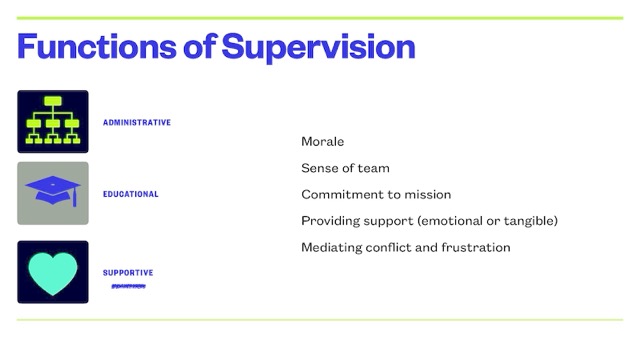 Functions of Supervision
ADMINISTRATIVE
EDUCATIONAL
SUPPORTIVE
Morale
Sense of team
Commitment to mission
Providing support (emotional or tangible)
Mediating conflict and frustration